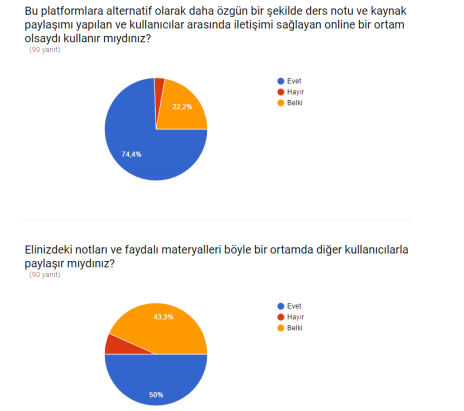 Bu platformlara alternatif olarak daha özgün bir şekilde ders notu ve kaynak
paylaşımı yapılan ve kullanıcılar arasında iletişimi sağlayan online bir ortam
olsaydı kullanır mıydınız?
(90 yanıt)
Evet
Hayır
Belki
22,2%
74,4%
Elinizdeki notları ve faydalı materyalleri böyle bir ortamda diğer kullanıcılarla
paylaşır mıydınız?
(90 yanıt)
Evet
Hayır
Belki
43,3%
50%